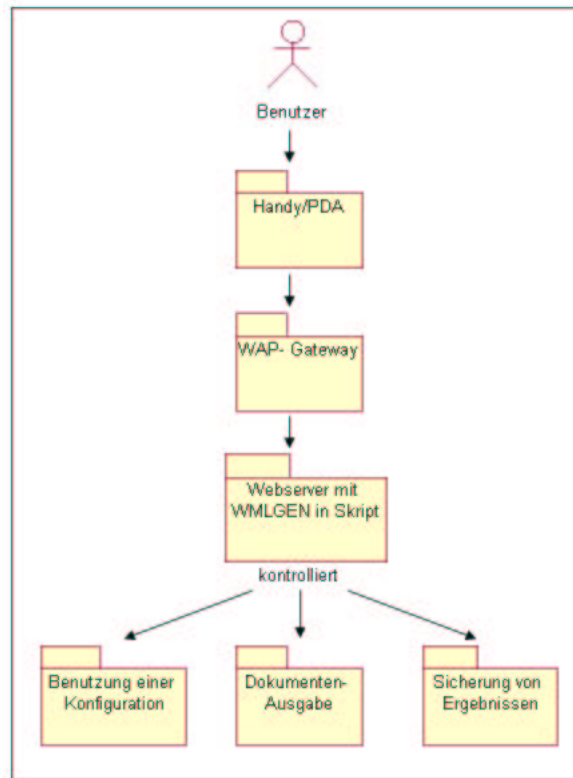 Benutzer
Handy/PDA
WAP- Gateway
Webserver mit
WMLGEN in Skript
kontrolliert
Benutzung einer
Konfiguration
Dokumenten-
Ausgabe
Sicherung von
Ergebnissen